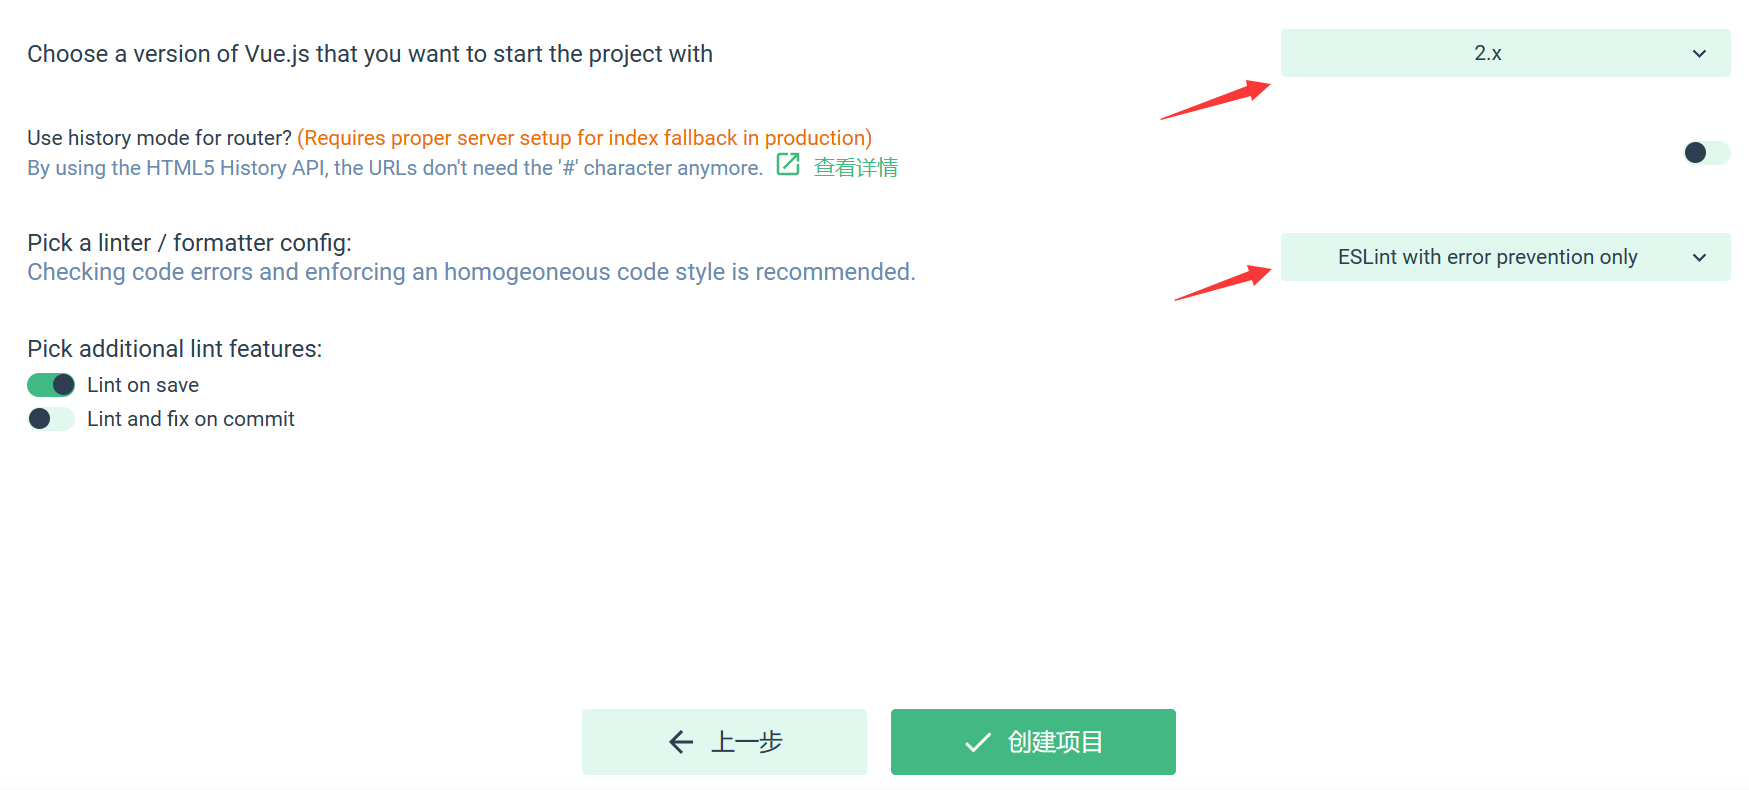 Choose a version of Vue.js that you want to start the project with
2.x
Use history mode for router? (Requires proper server setup for index fallback in production)
By using the HTML5 History API, the URLs don't need the '#' character anymore. 查看详情
Pick a linter / formatter config:
Checking code errors and enforcing an homogeoneous code style is recommended.
ESLint with error prevention only
Pick additional lint features:
Lint on save
Lint and fix on commit
上一步
创建项目